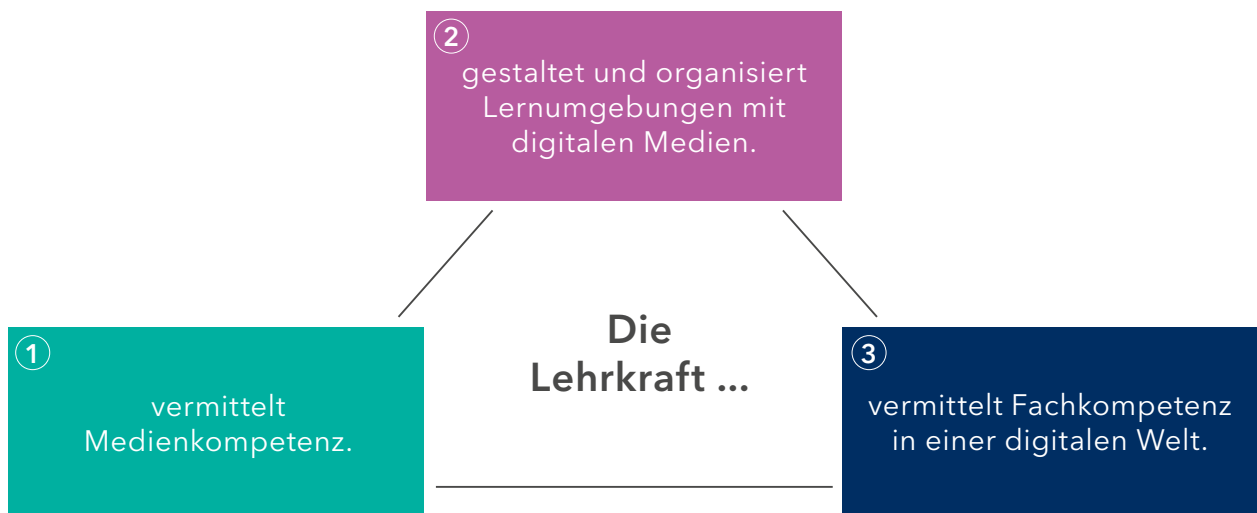 2
gestaltet und organisiert
Lernumgebungen mit
digitalen Medien.
Die
Lehrkraft ...
1
vermittelt
Medienkompetenz.
3
vermittelt Fachkompetenz
in einer digitalen Welt.